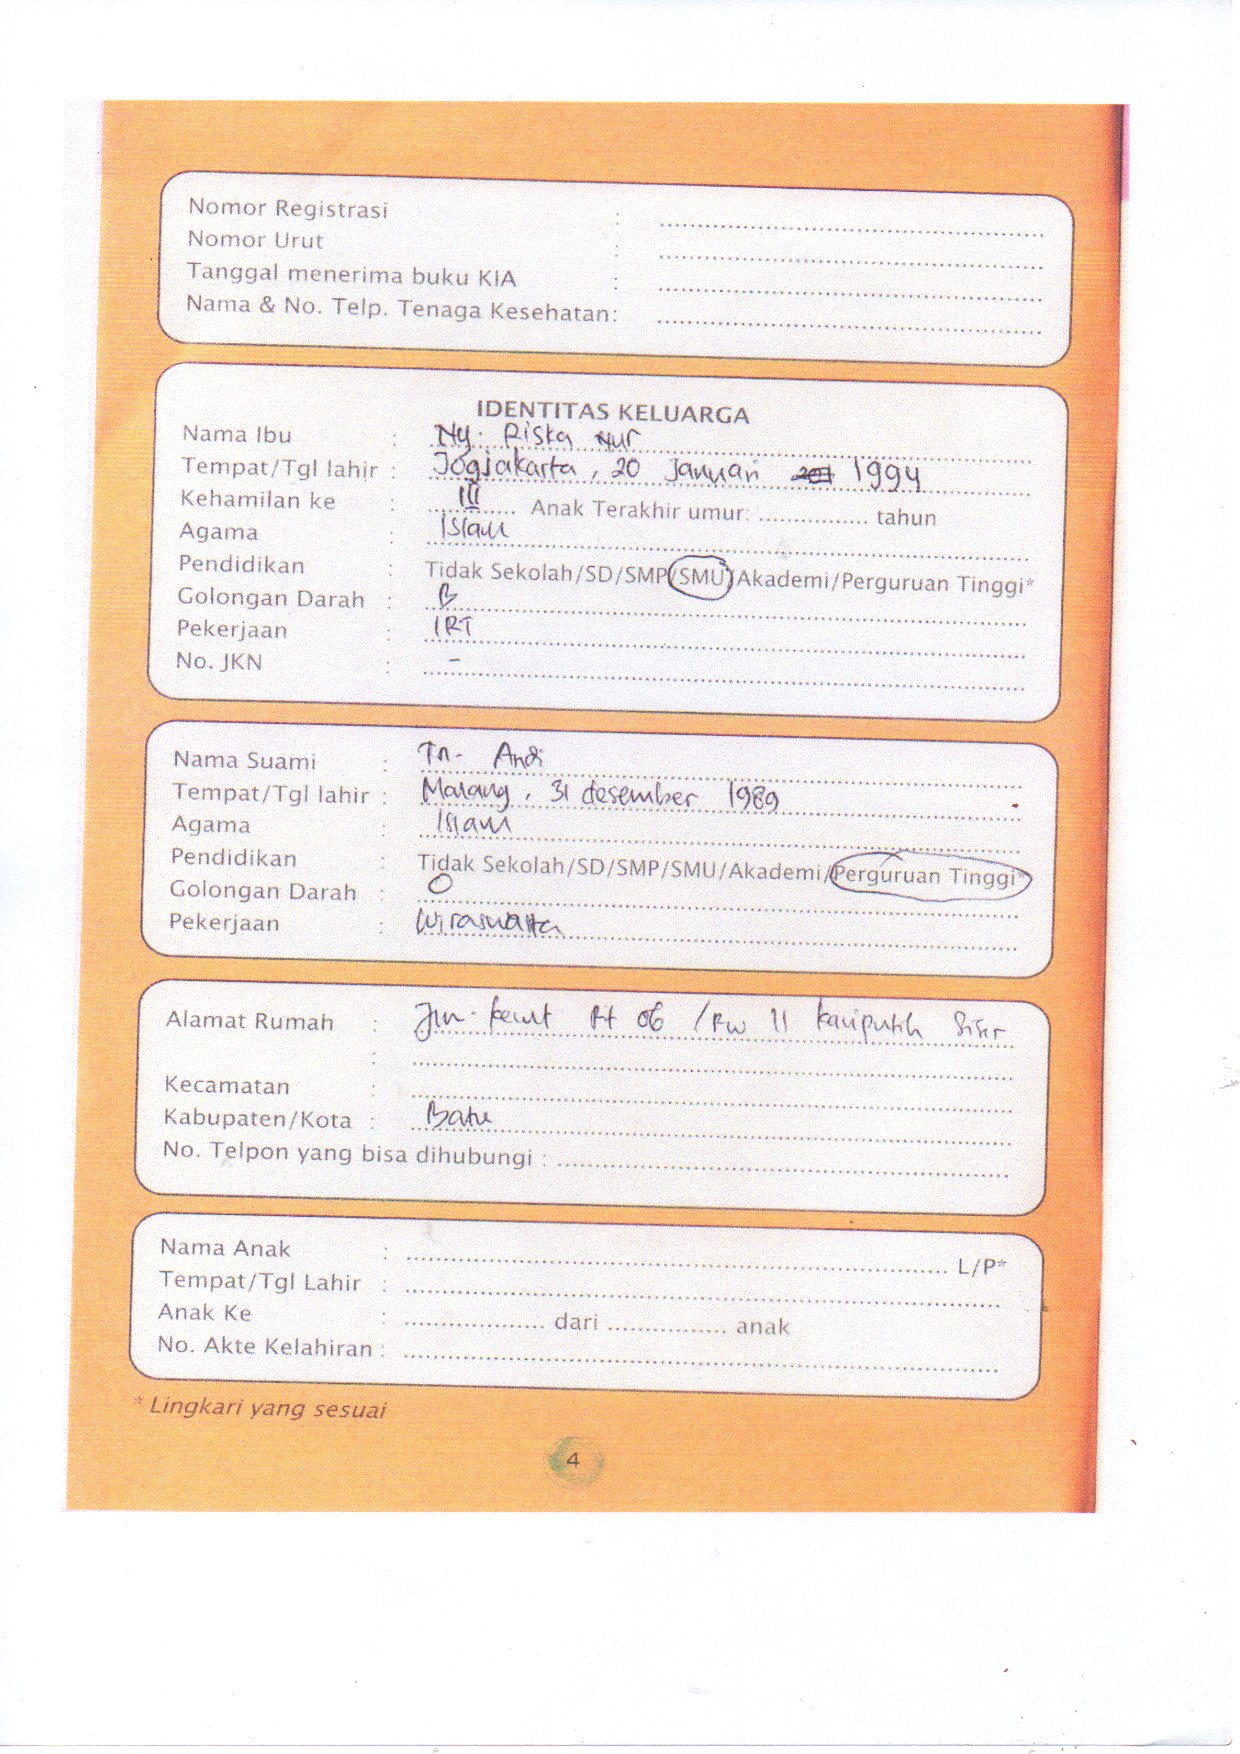 Nomor Registrasi : ........................
Nomor Urut : ........................
Tanggal menerima buku KIA : ........................
Nama & No. Telp. Tenaga Kesehatan: ........................
IDENTITAS KELUARGA
Nama Ibu : Ny. Riska Nur
Tempat/Tgl lahir : Jogjakarta, 20 Januari 1994
Kehamilan ke : III Anak Terakhir umur: ................ tahun
Agama : Islam
Pendidikan : Tidak Sekolah/SD/SMP/SMU/Akademi/Perguruan Tinggi*
Golongan Darah : B
Pekerjaan : IRT
No. JKN : -
Nama Suami : Tn. Andi
Tempat/Tgl lahir : Malang, 31 desember 1989
Agama : Islam
Pendidikan : Tidak Sekolah/SD/SMP/SMU/Akademi/Perguruan Tinggi*
Golongan Darah : O
Pekerjaan : Wiraswasta
Alamat Rumah : Jln. Rt 06 / Rw 11 Sisir
: ........................
Kecamatan : ........................
Kabupaten/Kota : Batu
No. Telpon yang bisa dihubungi : ........................
Nama Anak : ........................ L/P*
Tempat/Tgl Lahir : ........................
Anak Ke : ................ dari ................ anak
No. Akte Kelahiran : ........................
* Lingkari yang sesuai
4